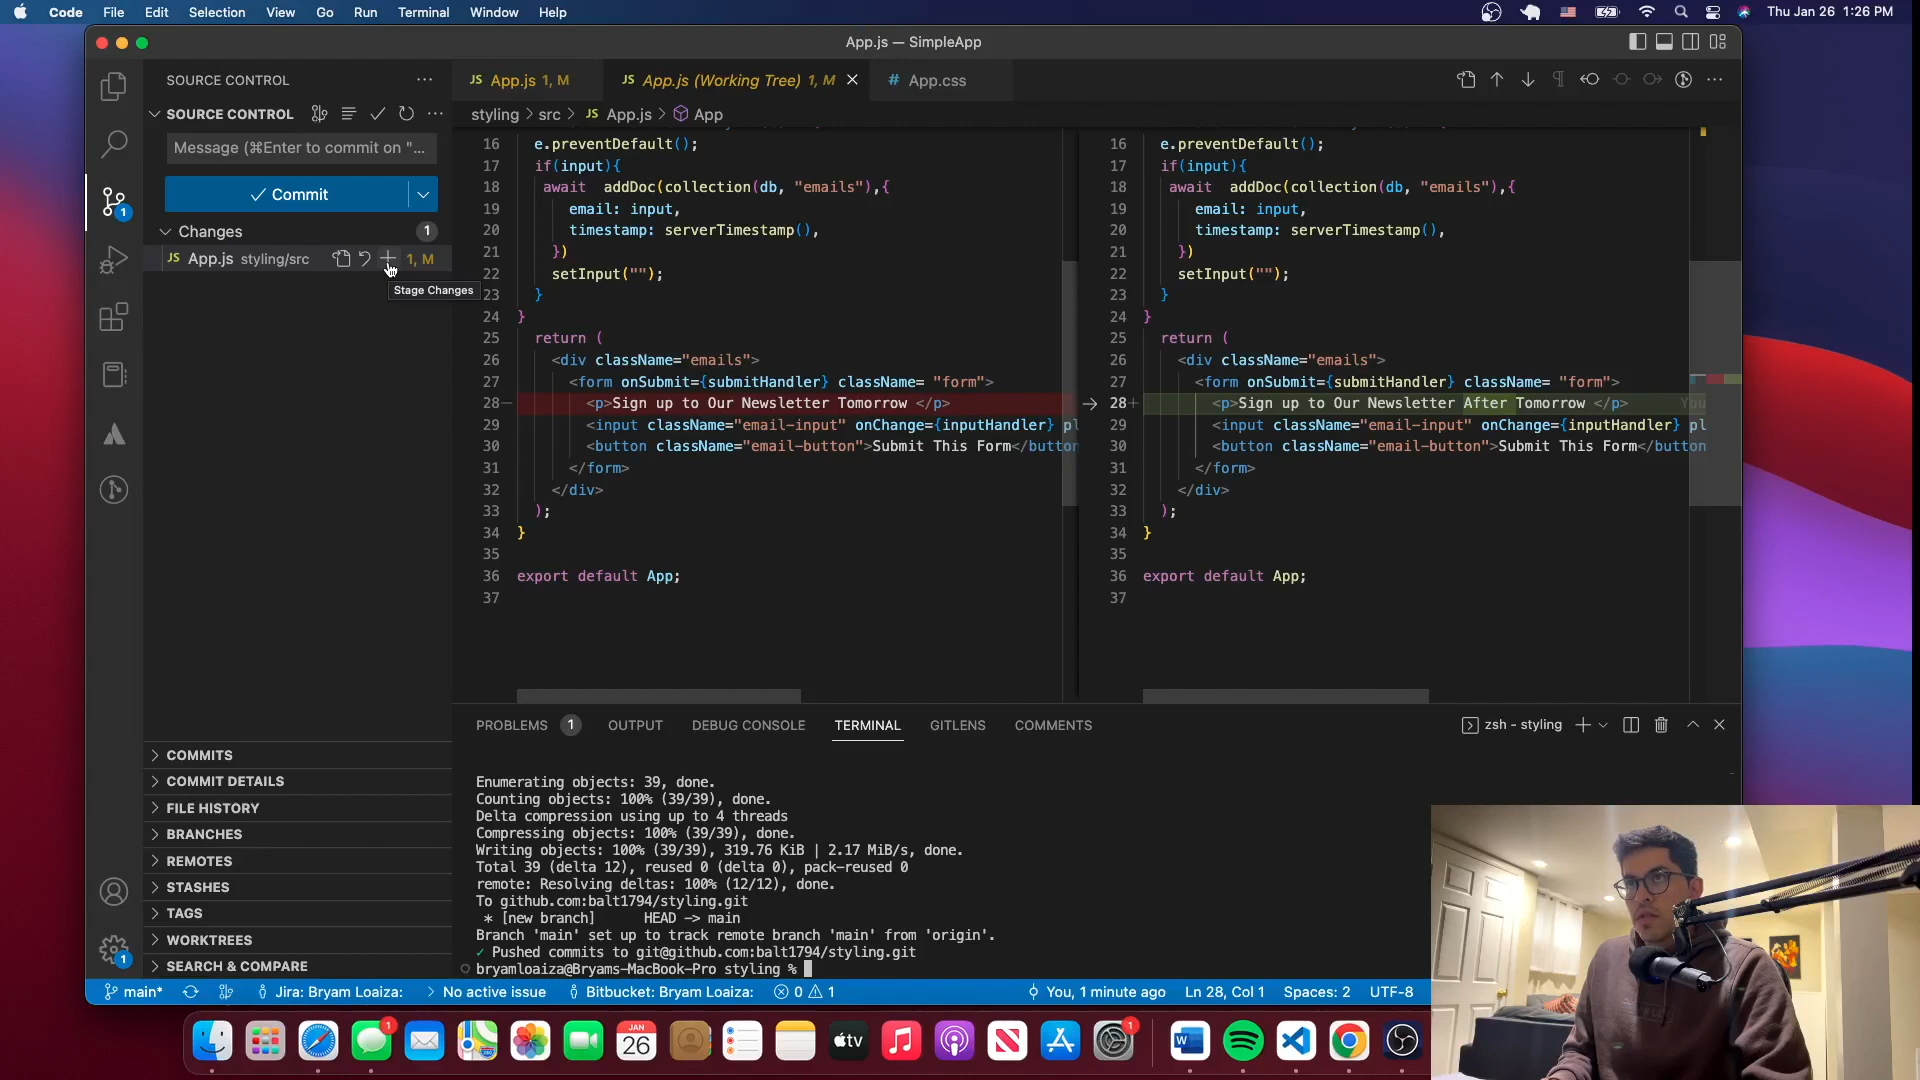 Code File Edit Selection View Go Run Terminal Window Help
Thu Jan 26 1:26 PM
App.js — SimpleApp
SOURCE CONTROL
SOURCE CONTROL
Message (⌘Enter to commit on "...
Commit
1
Changes 1
App.js styling/src 1, M
Stage Changes
COMMITS
COMMIT DETAILS
FILE HISTORY
BRANCHES
REMOTES
STASHES
TAGS
WORKTREES
SEARCH & COMPARE
1
JS App.js 1, M
JS App.js (Working Tree) 1, M
# App.css
styling > src > JS App.js > App
16 e.preventDefault();
17 if(input){
18 await addDoc(collection(db, "emails"),{
19 email: input,
20 timestamp: serverTimestamp(),
21 })
22 setInput("");
23 }
24 }
25 return (
26 <div className="emails">
27 <form onSubmit={submitHandler} className= "form">
28— <p>Sign up to Our Newsletter Tomorrow </p>
29 <input className="email-input" onChange={inputHandler} pl
30 <button className="email-button">Submit This Form</button
31 </form>
32 </div>
33 );
34 }
35
36 export default App;
37
16 e.preventDefault();
17 if(input){
18 await addDoc(collection(db, "emails"),{
19 email: input,
20 timestamp: serverTimestamp(),
21 })
22 setInput("");
23 }
24 }
25 return (
26 <div className="emails">
27 <form onSubmit={submitHandler} className= "form">
28+ <p>Sign up to Our Newsletter After Tomorrow </p> You
29 <input className="email-input" onChange={inputHandler} pl
30 <button className="email-button">Submit This Form</button
31 </form>
32 </div>
33 );
34 }
35
36 export default App;
37
PROBLEMS 1 OUTPUT DEBUG CONSOLE TERMINAL GITLENS COMMENTS
zsh - styling
Enumerating objects: 39, done.
Counting objects: 100% (39/39), done.
Delta compression using up to 4 threads
Compressing objects: 100% (39/39), done.
Writing objects: 100% (39/39), 319.76 KiB | 2.17 MiB/s, done.
Total 39 (delta 12), reused 0 (delta 0), pack-reused 0
remote: Resolving deltas: 100% (12/12), done.
To github.com:balt1794/styling.git
* [new branch] HEAD -> main
Branch 'main' set up to track remote branch 'main' from 'origin'.
✓ Pushed commits to git@github.com:balt1794/styling.git
bryamloaiza@Bryams-MacBook-Pro styling %
main* Jira: Bryam Loaiza: > No active issue Bitbucket: Bryam Loaiza: 0 1
You, 1 minute ago Ln 28, Col 1 Spaces: 2 UTF-8
1
JAN
26
tv
1
W